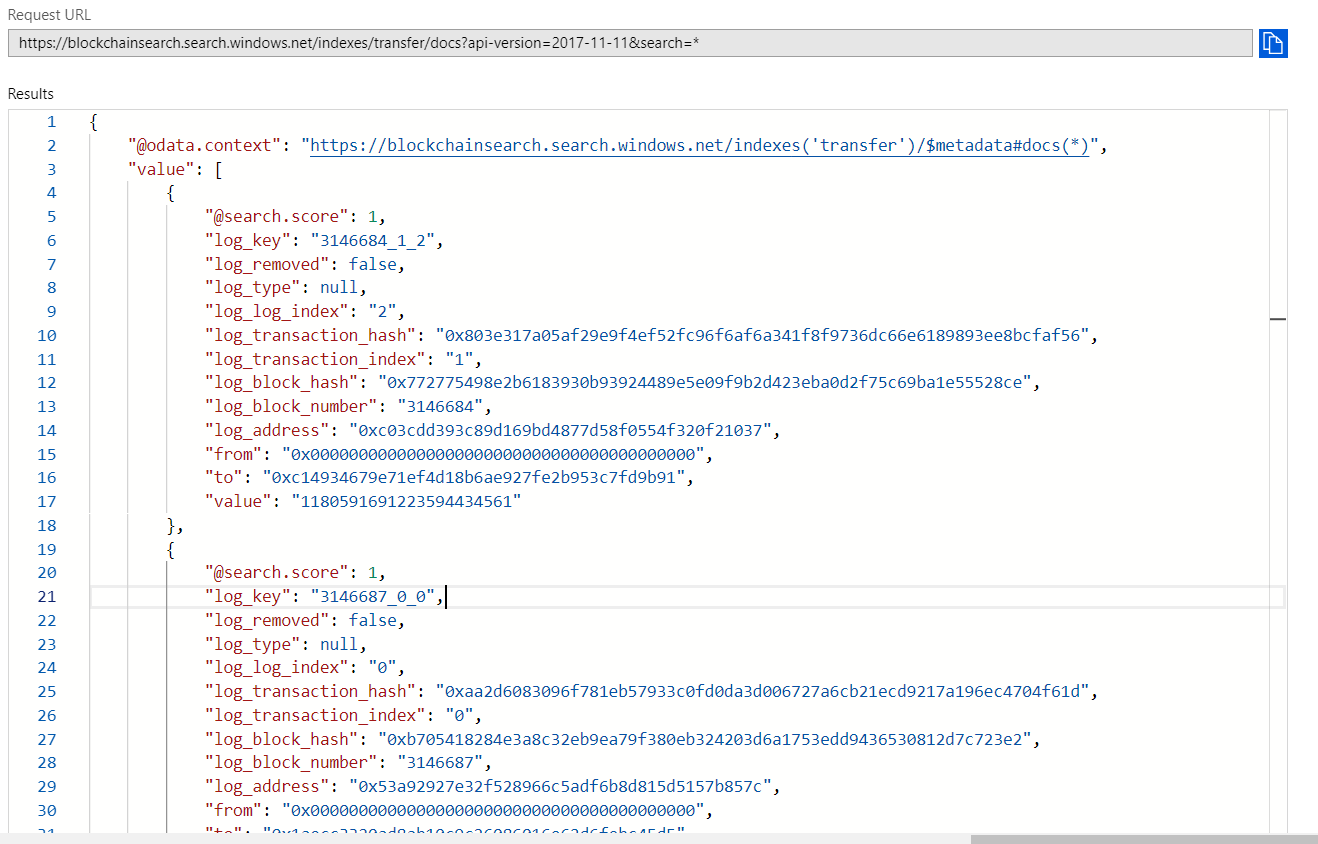 Request URL
https://blockchainsearch.search.windows.net/indexes/transfer/docs?api-version=2017-11-11&search=*
Results
1 {
2 "@odata.context": "https://blockchainsearch.search.windows.net/indexes('transfer')/$metadata#docs(*)",
3 "value": [
4 {
5 "@search.score": 1,
6 "log_key": "3146684_1_2",
7 "log_removed": false,
8 "log_type": null,
9 "log_log_index": "2",
10 "log_transaction_hash": "0x803e317a05af29e9f4ef52fc96f6af6a341f8f9736dc66e6189893ee8bcfaf56",
11 "log_transaction_index": "1",
12 "log_block_hash": "0x772775498e2b6183930b93924489e5e09f9b2d423eba0d2f75c69ba1e55528ce",
13 "log_block_number": "3146684",
14 "log_address": "0xc03cdd393c89d169bd4877d58f0554f320f21037",
15 "from": "0x0000000000000000000000000000000000000000",
16 "to": "0xc14934679e71ef4d18b6ae927fe2b953c7fd9b91",
17 "value": "1180591691223594434561"
18 },
19 {
20 "@search.score": 1,
21 "log_key": "3146687_0_0",
22 "log_removed": false,
23 "log_type": null,
24 "log_log_index": "0",
25 "log_transaction_hash": "0xaa2d6083096f781eb57933c0fd0da3d006727a6cb21ecd9217a196ec4704f61d",
26 "log_transaction_index": "0",
27 "log_block_hash": "0xb705418284e3a8c32eb9ea79f380eb324203d6a1753edd9436530812d7c723e2",
28 "log_block_number": "3146687",
29 "log_address": "0x53a92927e32f528966c5adf6b8d815d5157b857c",
30 "from": "0x0000000000000000000000000000000000000000",
31 "to":